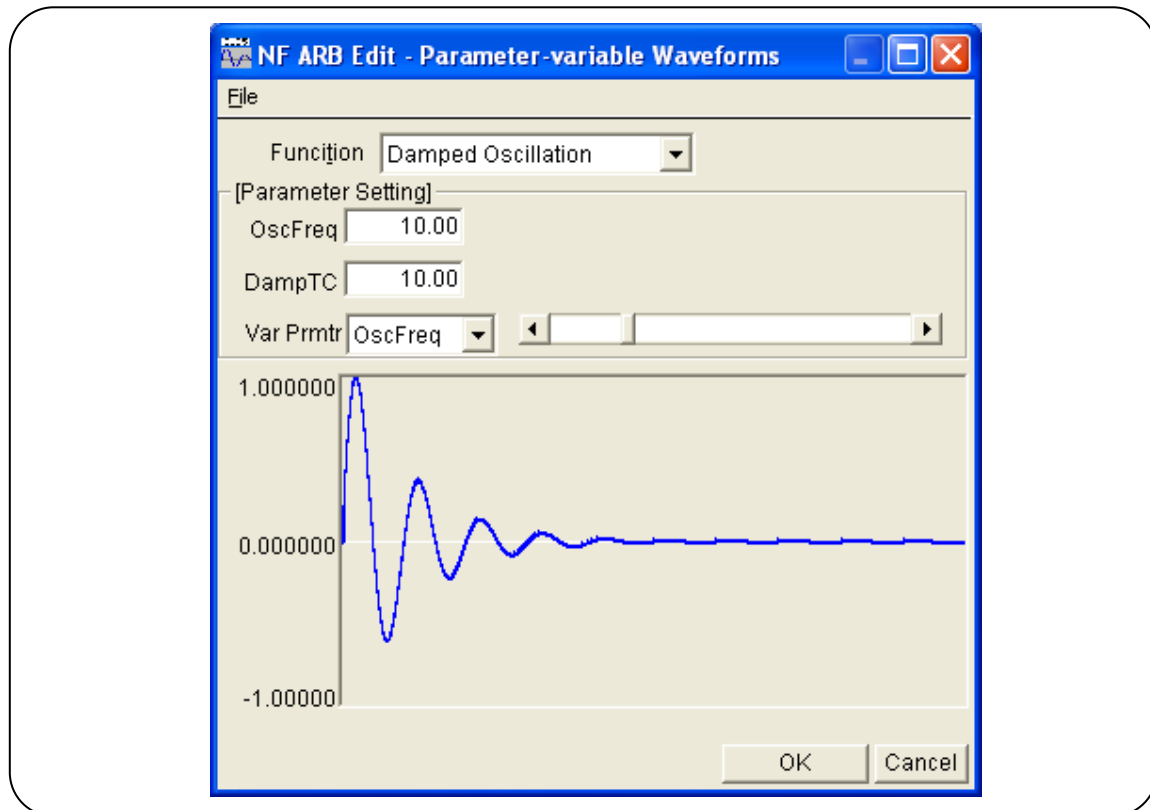 NF ARB Edit - Parameter-variable Waveforms
File
Funcition Damped Oscillation
[Parameter Setting]
OscFreq 10.00
DampTC 10.00
Var Prmtr OscFreq
1.000000
0.000000
-1.00000
OK Cancel